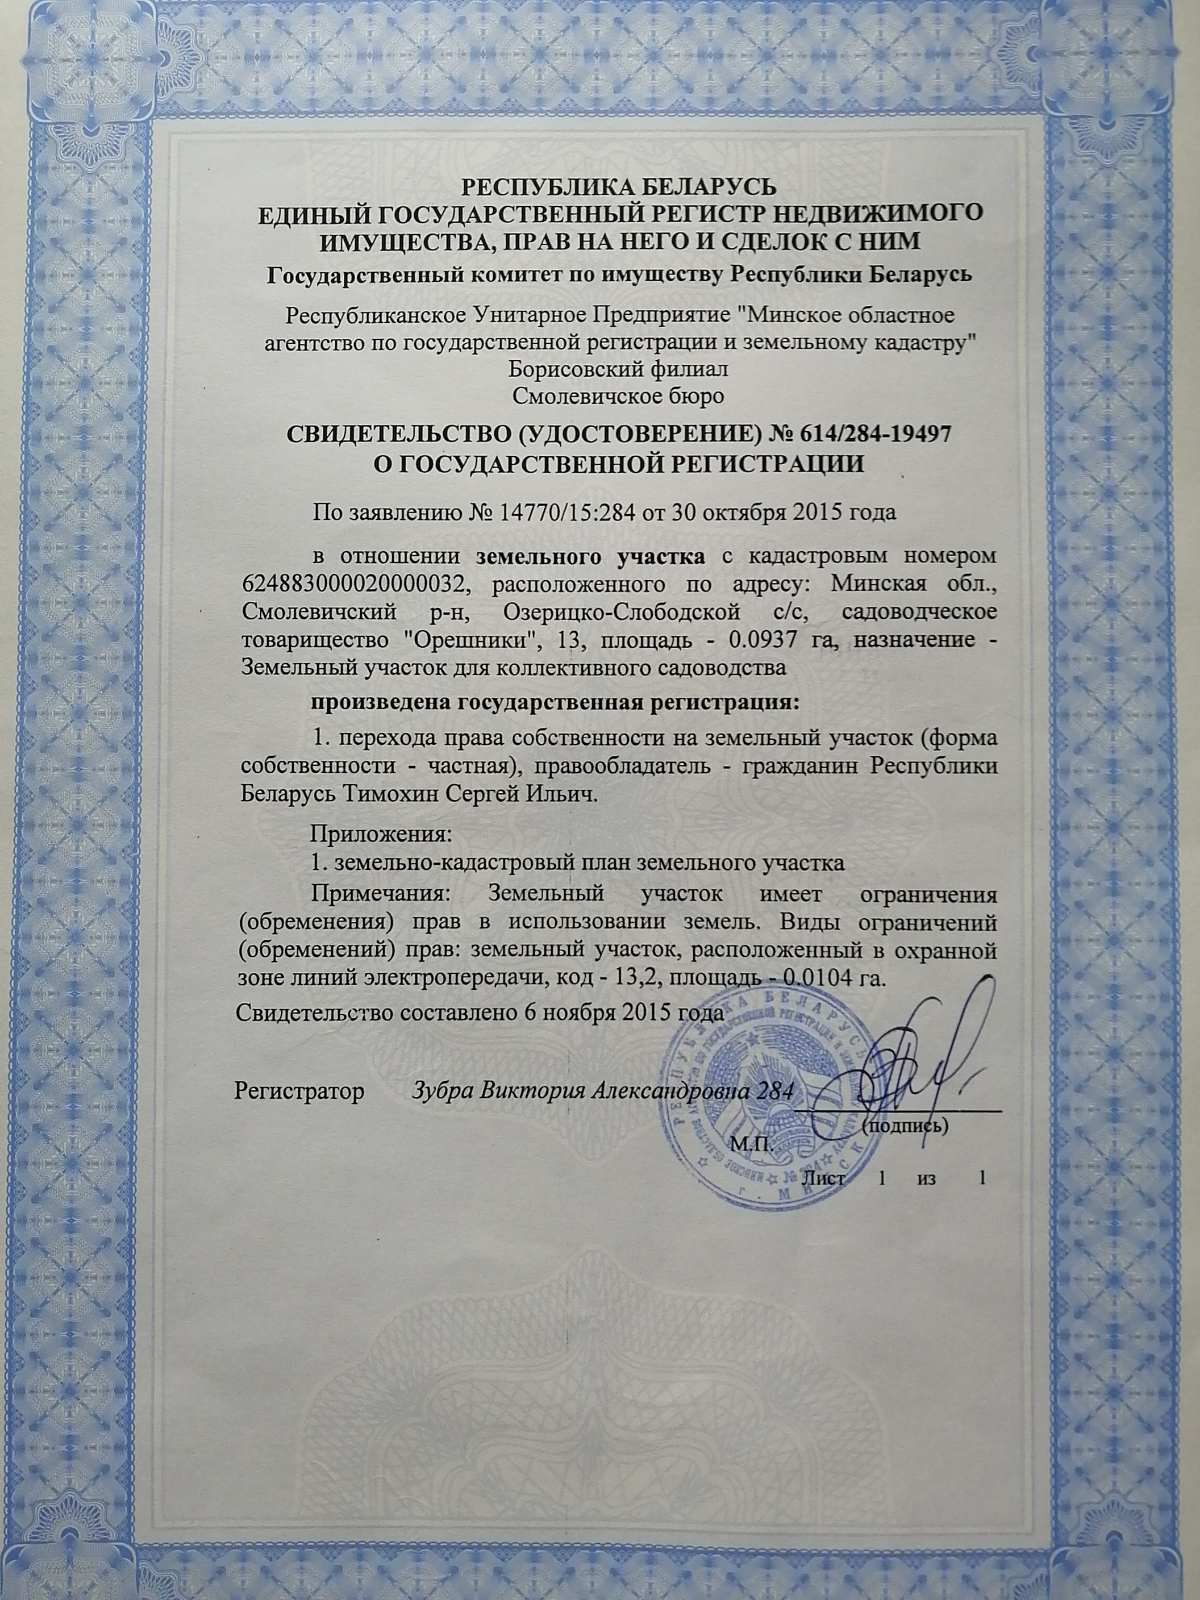 РЕСПУБЛИКА БЕЛАРУСЬ
ЕДИНЫЙ ГОСУДАРСТВЕННЫЙ РЕГИСТР НЕДВИЖИМОГО
ИМУЩЕСТВА, ПРАВ НА НЕГО И СДЕЛОК С НИМ
Государственный комитет по имуществу Республики Беларусь
Республиканское Унитарное Предприятие "Минское областное
агентство по государственной регистрации и земельному кадастру"
Борисовский филиал
Смолевичское бюро
СВИДЕТЕЛЬСТВО (УДОСТОВЕРЕНИЕ) № 614/284-19497
О ГОСУДАРСТВЕННОЙ РЕГИСТРАЦИИ
По заявлению № 14770/15:284 от 30 октября 2015 года
в отношении земельного участка с кадастровым номером
624883000020000032, расположенного по адресу: Минская обл.,
Смолевичский р-н, Озерицко-Слободской с/с, садоводческое
товарищество "Орешники", 13, площадь - 0.0937 га, назначение -
Земельный участок для коллективного садоводства
произведена государственная регистрация:
1. перехода права собственности на земельный участок (форма
собственности - частная), правообладатель - гражданин Республики
Беларусь Тимохин Сергей Ильич.
Приложения:
1. земельно-кадастровый план земельного участка
Примечания: Земельный участок имеет ограничения
(обременения) прав в использовании земель. Виды ограничений
(обременений) прав: земельный участок, расположенный в охранной
зоне линий электропередачи, код - 13,2, площадь - 0.0104 га.
Свидетельство составлено 6 ноября 2015 года
Регистратор Зубра Виктория Александровна 284
(подпись)
М.П.
Лист 1 из 1
РЕСПУБЛИКА БЕЛАРУСЬ
г. МИНСК